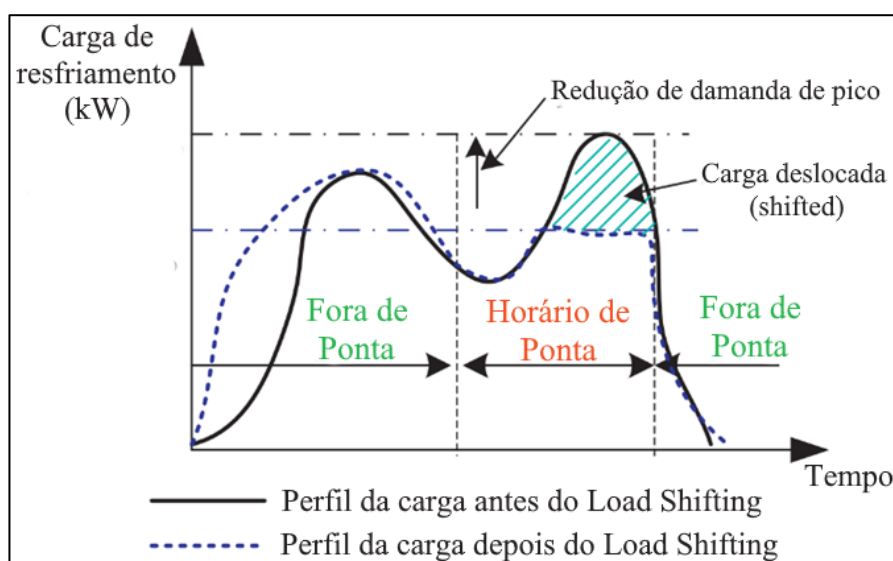 Carga de
resfriamento
(kW)
Redução de damanda de pico
Carga deslocada
(shifted)
Fora de
Ponta
Horário de
Ponta
Fora de
Ponta
Tempo
Perfil da carga antes do Load Shifting
Perfil da carga depois do Load Shifting